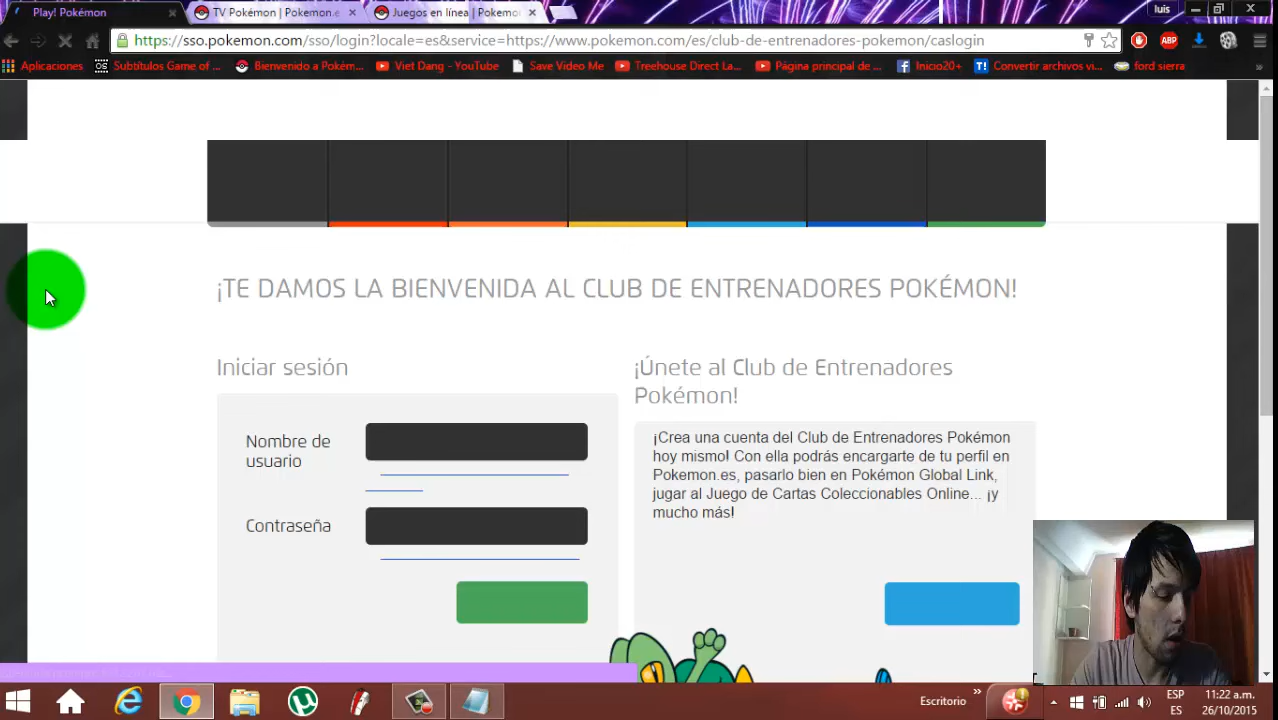 Play! Pokémon
TV Pokémon | Pokemon.e
Juegos en línea | Pokemo
luis
https://sso.pokemon.com/sso/login?locale=es&service=https://www.pokemon.com/es/club-de-entrenadores-pokemon/caslogin
ABP
Aplicaciones
OS
Subtítulos Game of ...
Bienvenido a Pokém...
Viet Dang - YouTube
Save Video Me
Treehouse Direct La...
Página principal de ...
Inicio20+
T!
Convertir archivos vi...
ford sierra
»
¡TE DAMOS LA BIENVENIDA AL CLUB DE ENTRENADORES POKÉMON!
Iniciar sesión
Nombre de
usuario
Contraseña
¡Únete al Club de Entrenadores
Pokémon!
¡Crea una cuenta del Club de Entrenadores Pokémon
hoy mismo! Con ella podrás encargarte de tu perfil en
Pokemon.es, pasarlo bien en Pokémon Global Link,
jugar al Juego de Cartas Coleccionables Online... ¡y
mucho más!
Escritorio
»
ESP
ES
11:22 a.m.
26/10/2015